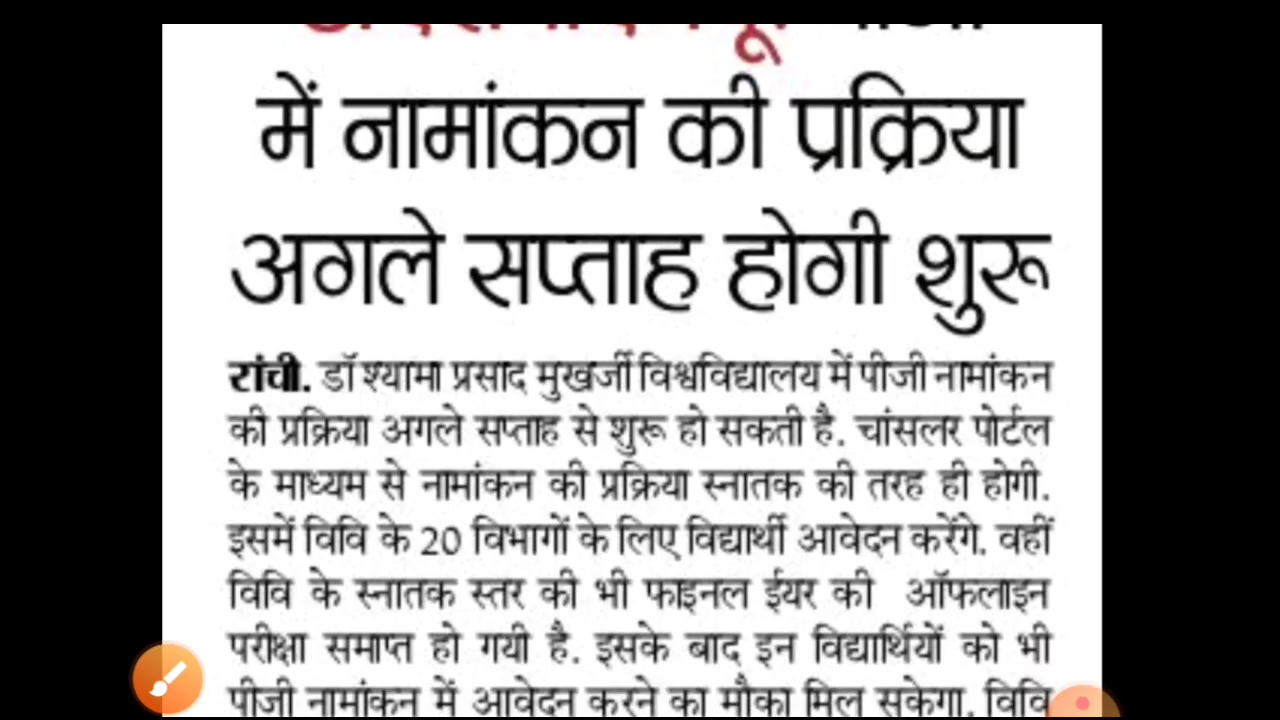 में नामांकन की प्रक्रिया
अगले सप्ताह होगी शुरू
रांची. डॉ श्यामा प्रसाद मुखर्जी विश्वविद्यालय में पीजी नामांकन
की प्रक्रिया अगले सप्ताह से शुरू हो सकती है. चांसलर पोर्टल
के माध्यम से नामांकन की प्रक्रिया स्नातक की तरह ही होगी.
इसमें विवि के 20 विभागों के लिए विद्यार्थी आवेदन करेंगे. वहीं
विवि के स्नातक स्तर की भी फाइनल ईयर की ऑफलाइन
परीक्षा समाप्त हो गयी है. इसके बाद इन विद्यार्थियों को भी
पीजी नामांकन में आवेदन करने का मौका मिल सकेगा. विवि